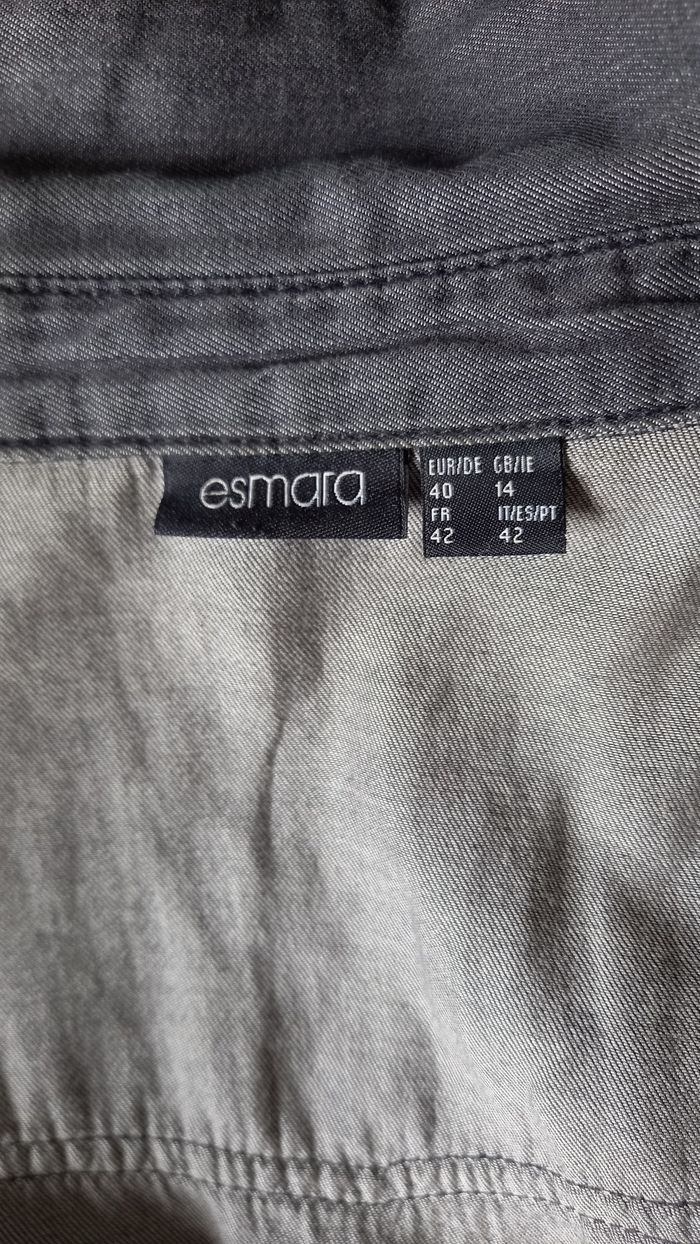 esmara
EUR/DE GB/IE
40 14
FR IT/ES/PT
42 42